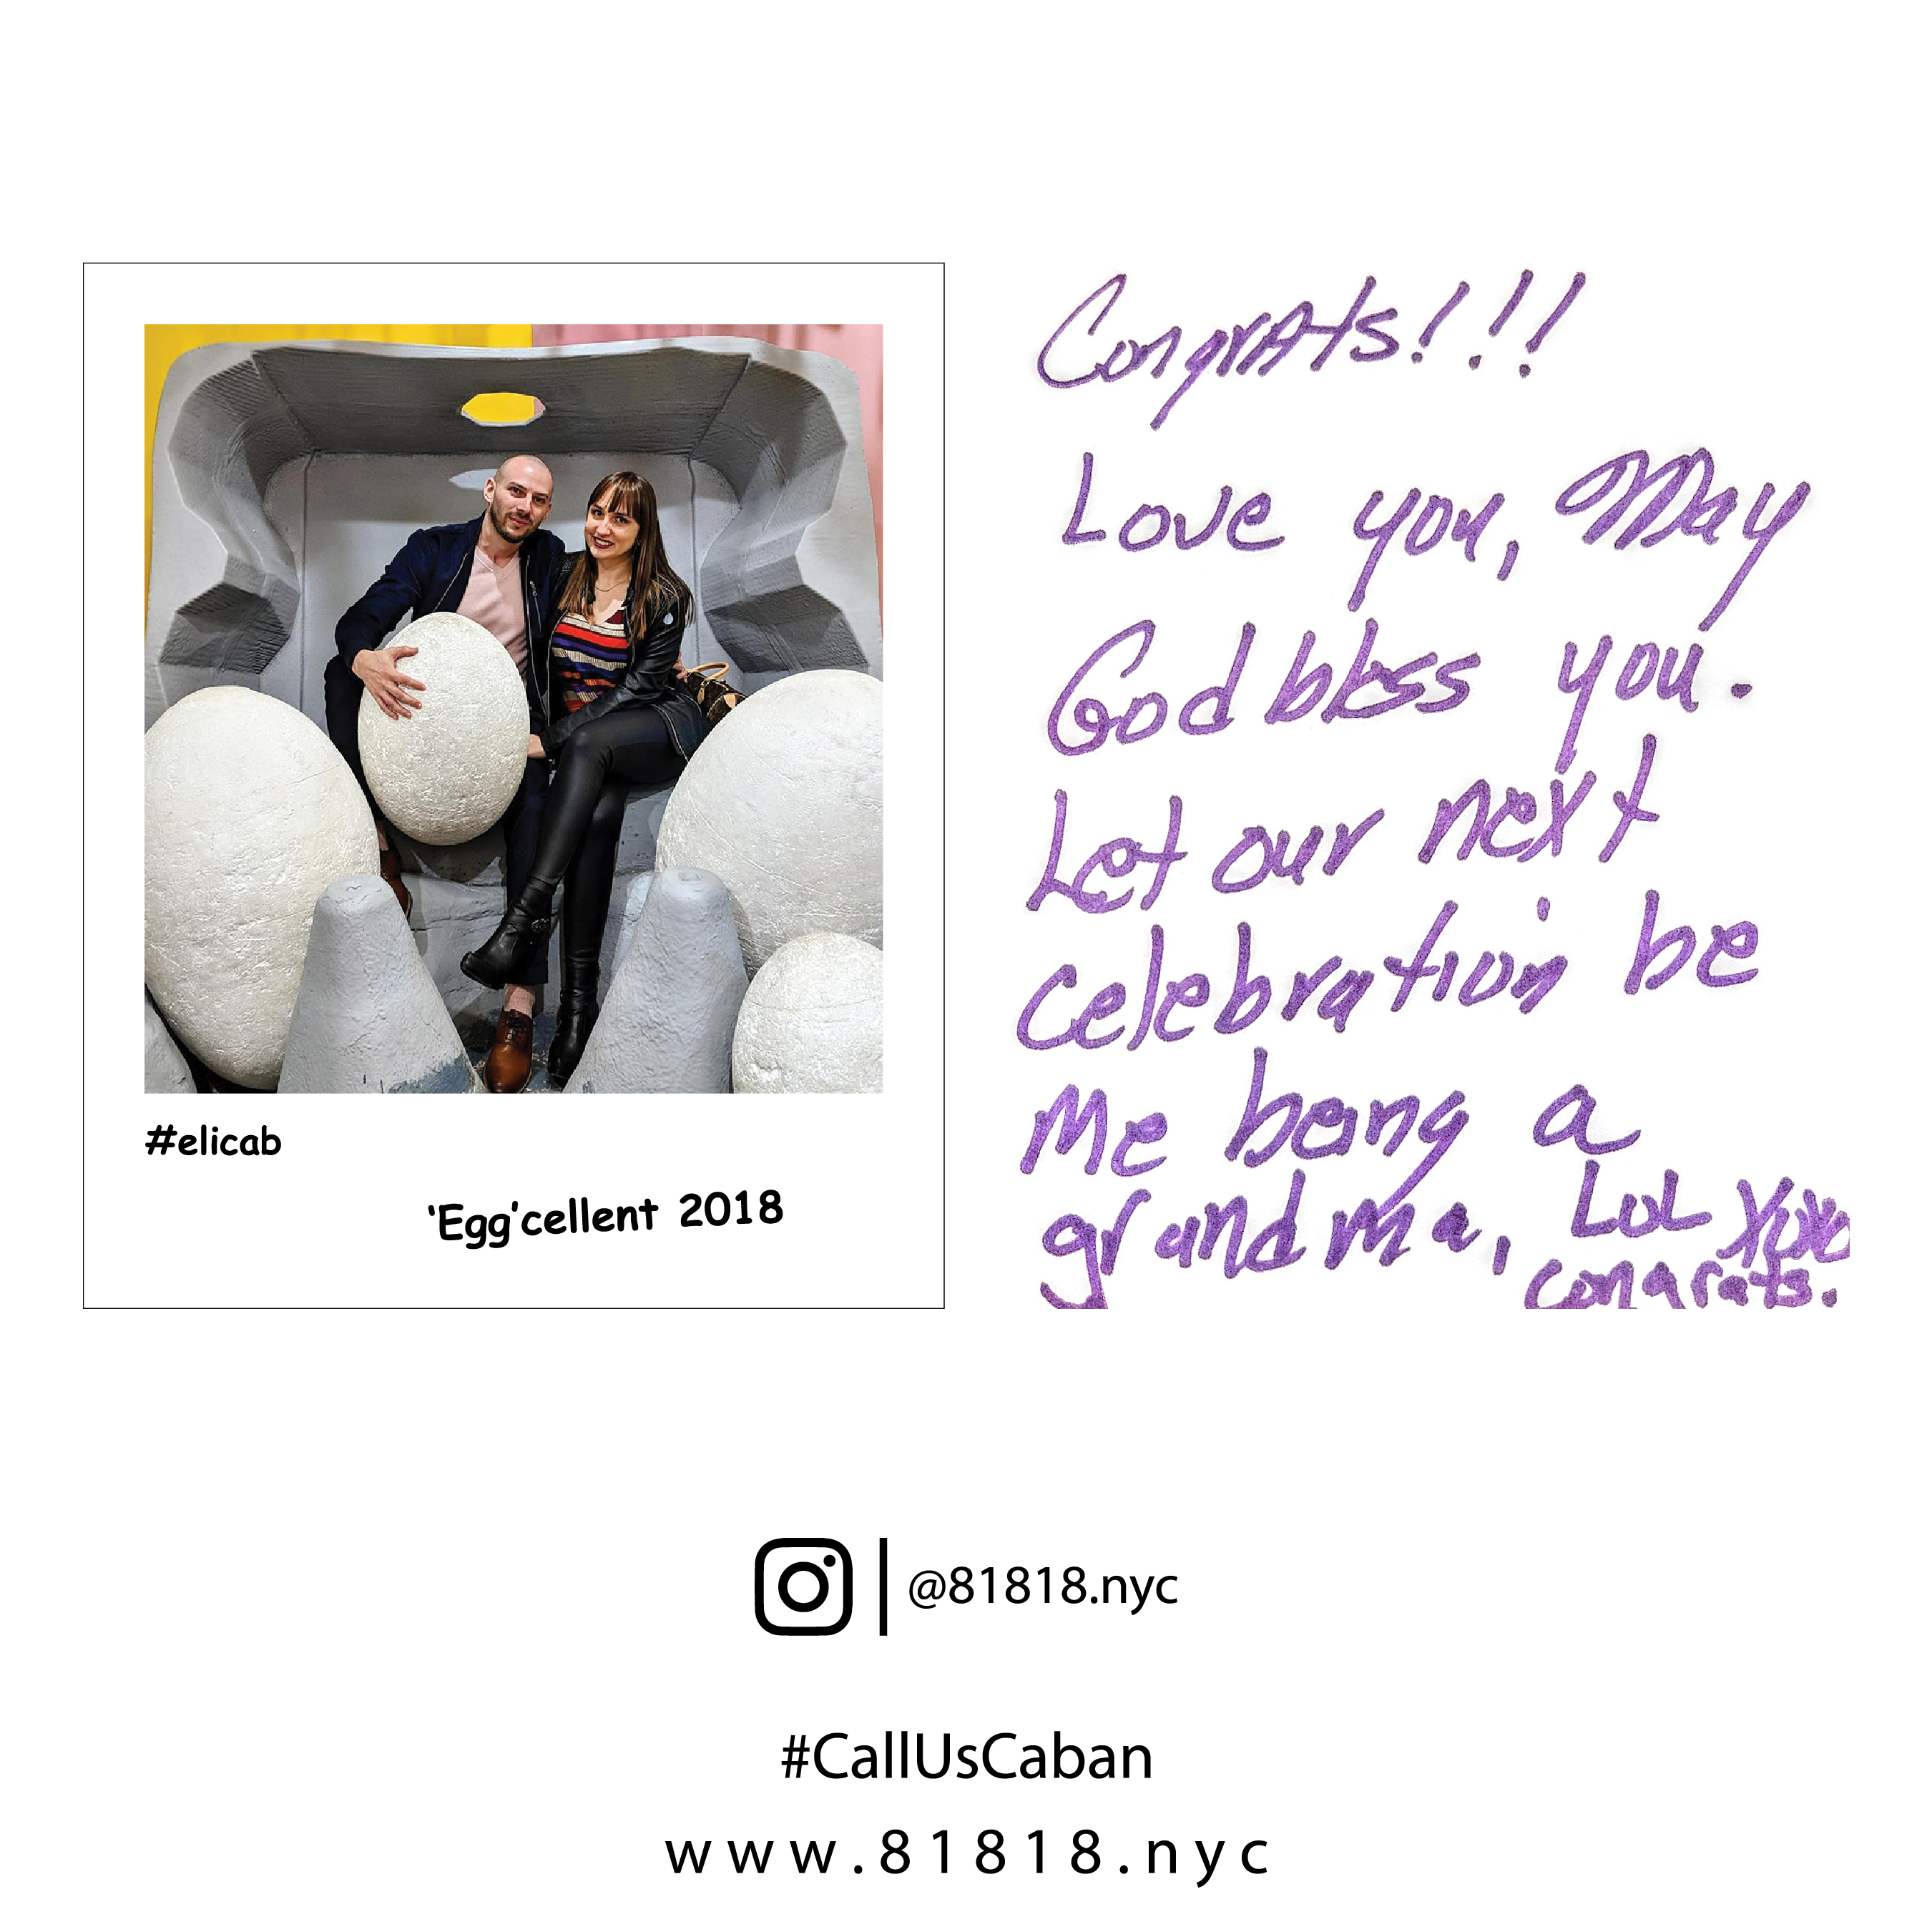 #elicab
'Egg'cellent 2018
CongrAts!!!
Love you, May
God bless you.
Let our next
celebration be
Me being a
grandma, LoL xoxo
congrats.
@81818.nyc
#CallUsCaban
www.81818.nyc